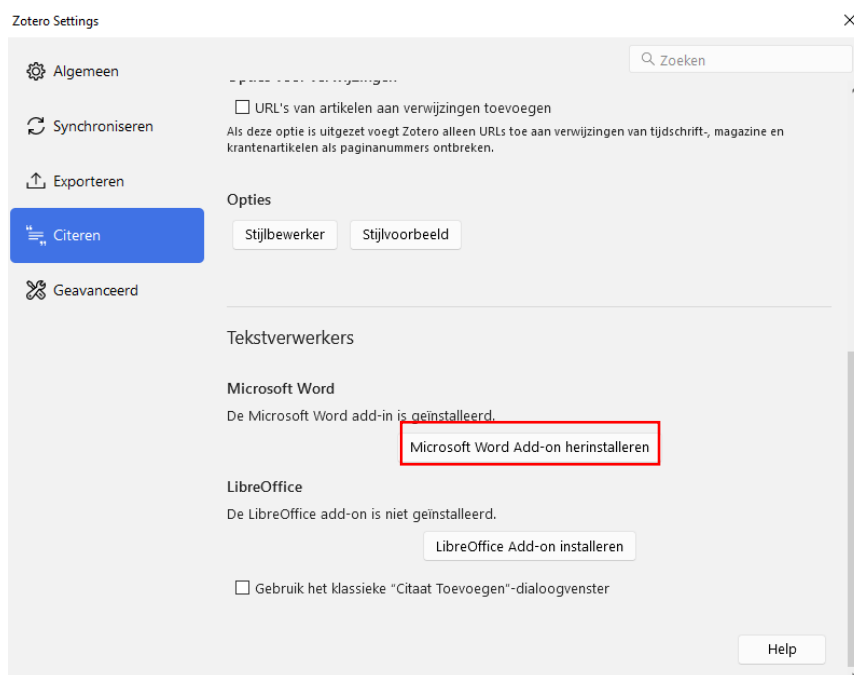 Zotero Settings
Zoeken
Algemeen
Synchroniseren
Exporteren
Citeren
Geavanceerd
URL's van artikelen aan verwijzingen toevoegen
Als deze optie is uitgezet voegt Zotero alleen URLs toe aan verwijzingen van tijdschrift-, magazine en
krantenartikelen als paginanummers ontbreken.
Opties
Stijlbewerker Stijlvoorbeeld
Tekstverwerkers
Microsoft Word
De Microsoft Word add-in is geïnstalleerd.
Microsoft Word Add-on herinstalleren
LibreOffice
De LibreOffice add-on is niet geïnstalleerd.
LibreOffice Add-on installeren
Gebruik het klassieke “Citaat Toevoegen”-dialoogvenster
Help